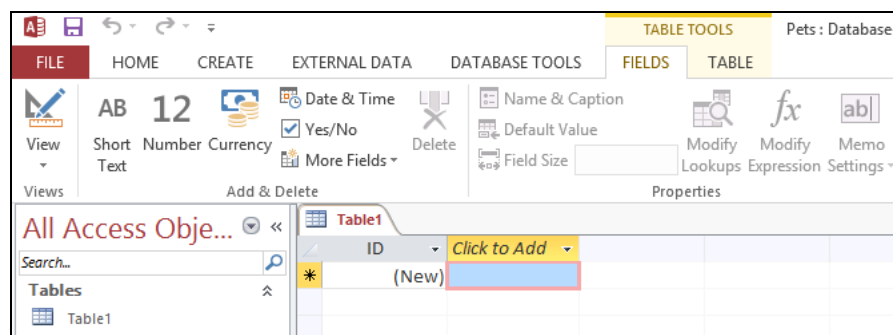 TABLE TOOLS Pets : Database
FILE HOME CREATE EXTERNAL DATA DATABASE TOOLS FIELDS TABLE
View
Views
AB
Short
Text
12
Number
Currency
Date & Time
Yes/No
More Fields
Delete
Add & Delete
Name & Caption
Default Value
Field Size
Modify
Lookups
fx
Modify
Expression
ab
Memo
Settings
Properties
All Access Obje...
Search...
Tables
Table1
Table1
ID Click to Add
(New)